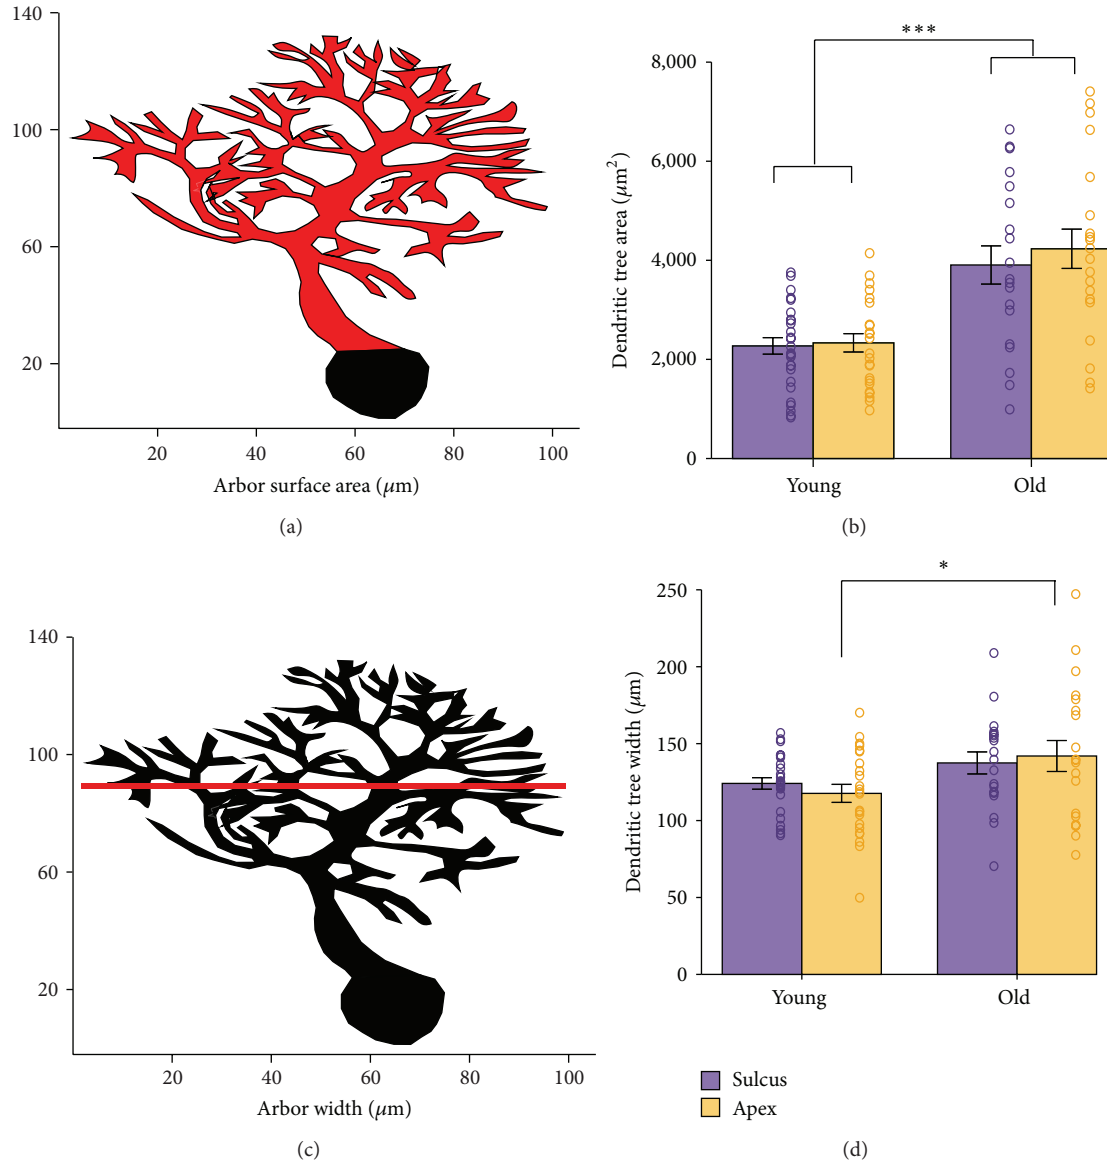 140
100
60
20
20
40
60
80
100
Arbor surface area (μm)
(a)
***
8,000
6,000
4,000
2,000
0
Dendritic tree area (μm²)
Young
Old
(b)
140
100
60
20
20
40
60
80
100
Arbor width (μm)
(c)
*
250
200
150
100
50
0
Dendritic tree width (μm)
Young
Old
Sulcus
Apex
(d)